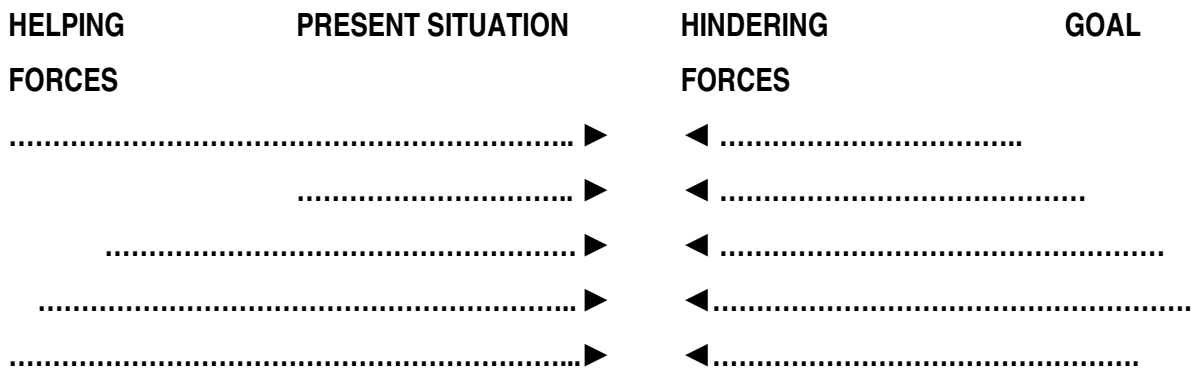 HELPING PRESENT SITUATION HINDERING GOAL
FORCES FORCES
…………………………………………………………….. ► ◄ ……………………………..
…………………………... ► ◄ ……………………………………
………………………………………………… ► ◄ ……………………………………………
………………………………………………………... ► ◄………………………………………………..
…………………………………………………………...► ◄…………………………………………